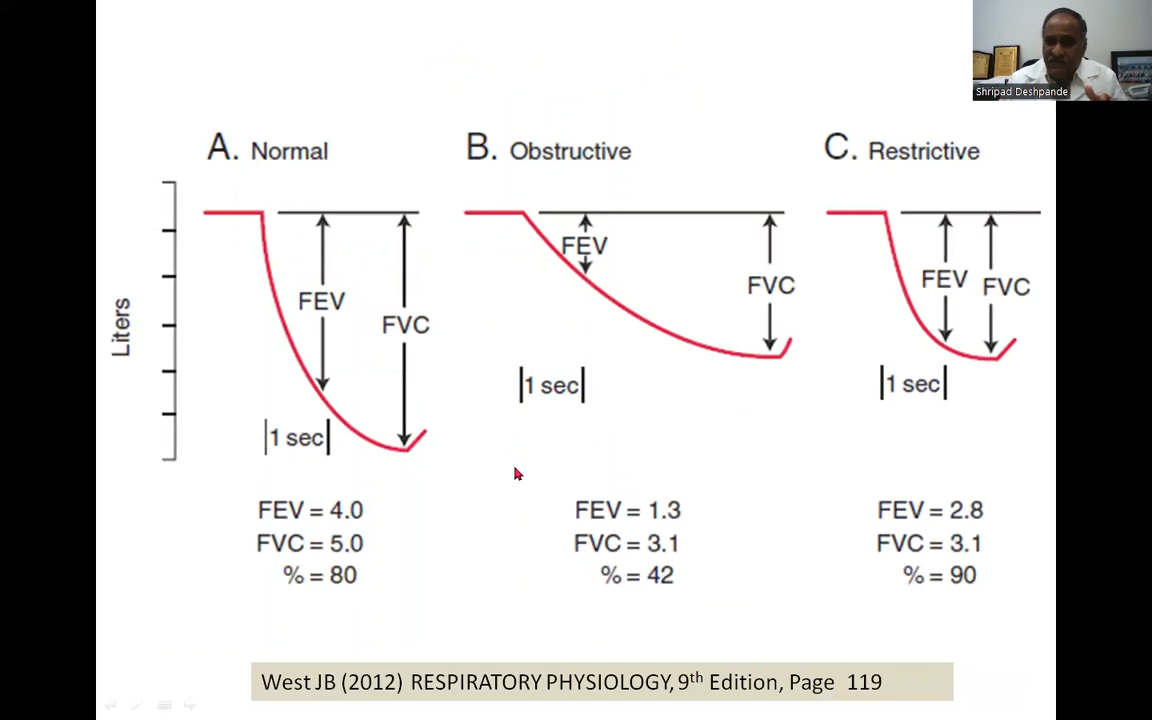 Shripad Deshpande
A. Normal
B. Obstructive
C. Restrictive
Liters
FEV
FVC
1 sec
FEV
FVC
1 sec
FEV
FVC
1 sec
FEV = 4.0
FVC = 5.0
% = 80
FEV = 1.3
FVC = 3.1
% = 42
FEV = 2.8
FVC = 3.1
% = 90
West JB (2012) RESPIRATORY PHYSIOLOGY, 9th Edition, Page 119